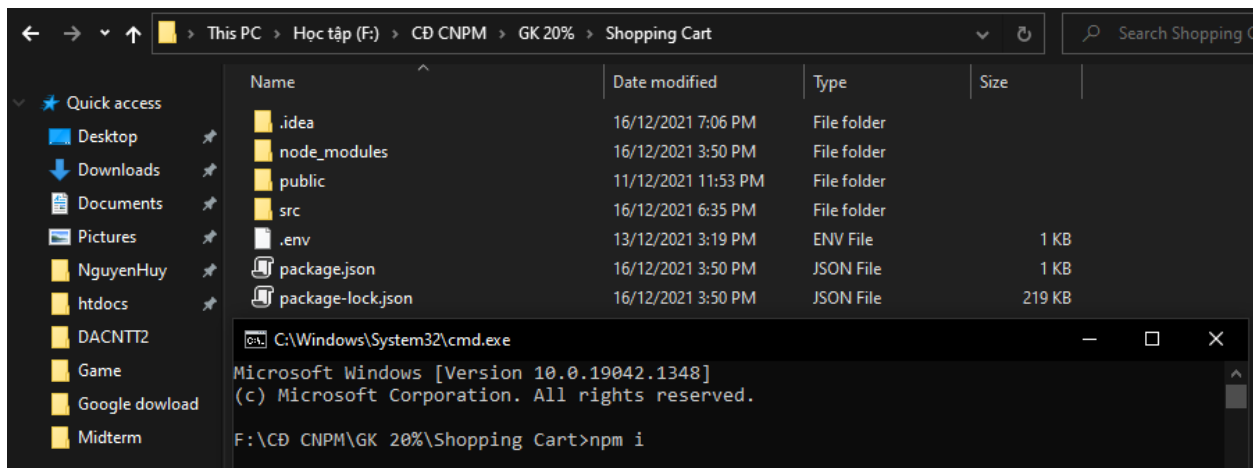 This PC > Học tập (F:) > CĐ CNPM > GK 20% > Shopping Cart
Search Shopping
Name Date modified Type Size
Quick access
Desktop
Downloads
Documents
Pictures
NguyenHuy
htdocs
DACNTT2
Game
Google dowload
Midterm
.idea 16/12/2021 7:06 PM File folder
node_modules 16/12/2021 3:50 PM File folder
public 11/12/2021 11:53 PM File folder
src 16/12/2021 6:35 PM File folder
.env 13/12/2021 3:19 PM ENV File 1 KB
package.json 16/12/2021 3:50 PM JSON File 1 KB
package-lock.json 16/12/2021 3:50 PM JSON File 219 KB
C:\Windows\System32\cmd.exe
Microsoft Windows [Version 10.0.19042.1348]
(c) Microsoft Corporation. All rights reserved.
F:\CĐ CNPM\GK 20%\Shopping Cart>npm i